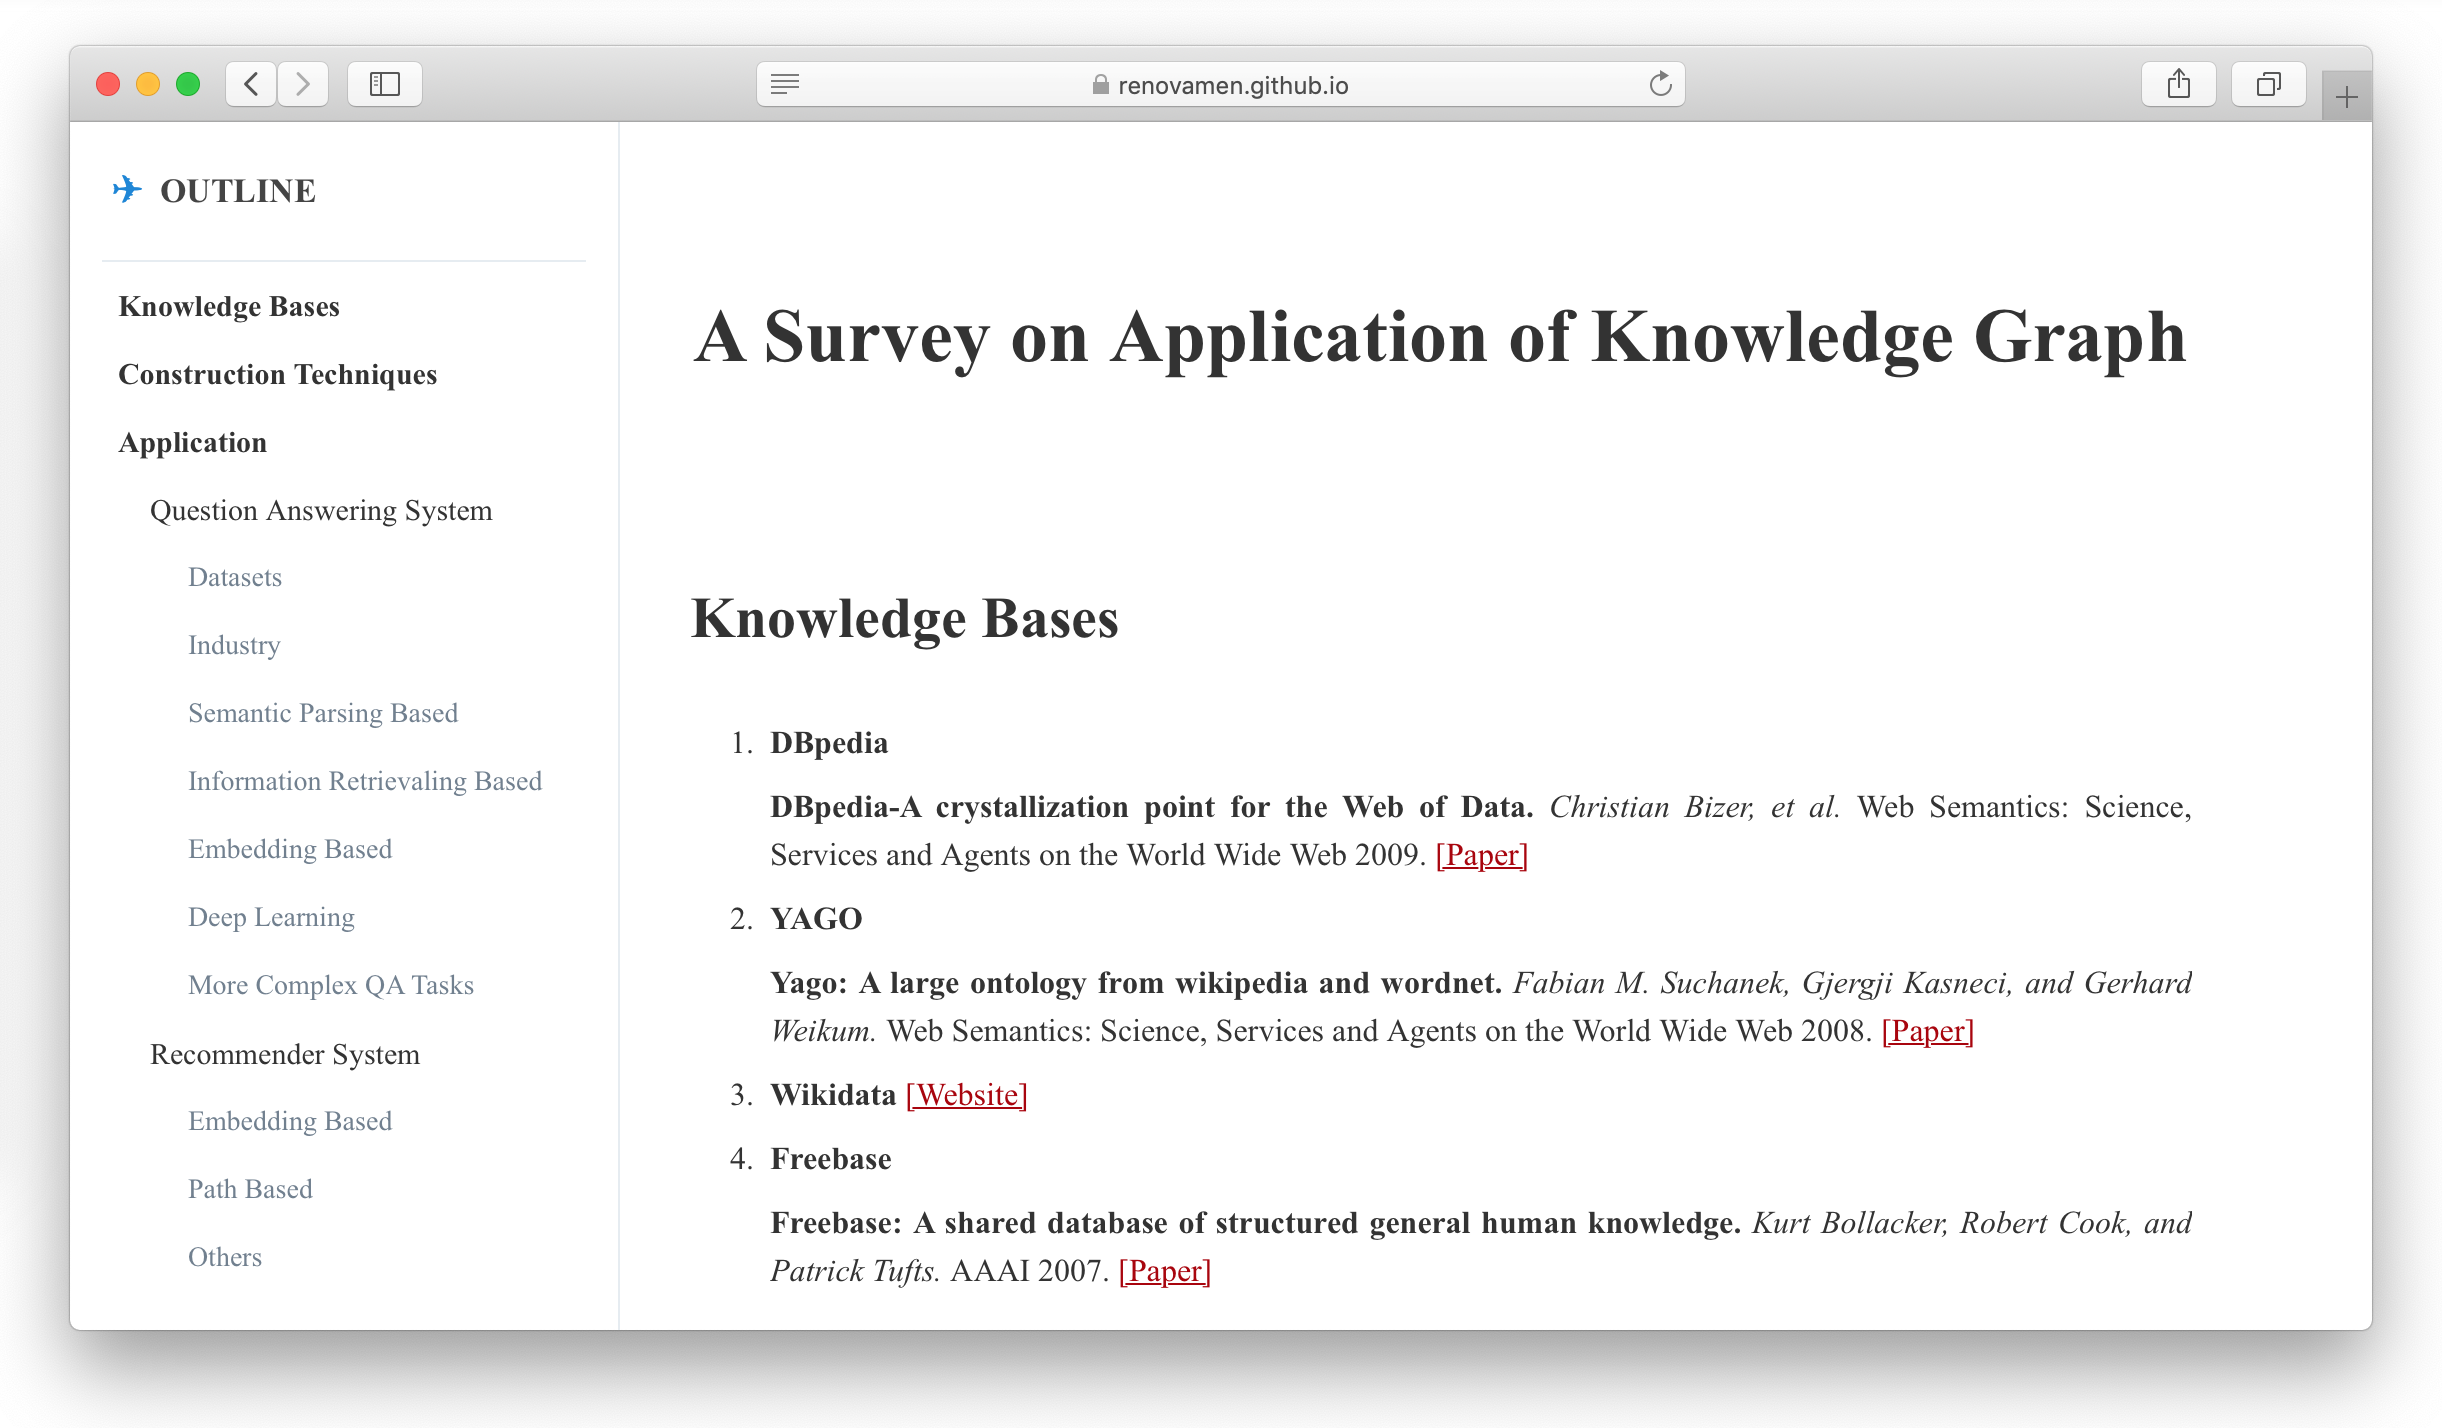 renovamen.github.io
OUTLINE
Knowledge Bases
Construction Techniques
Application
Question Answering System
Datasets
Industry
Semantic Parsing Based
Information Retrievaling Based
Embedding Based
Deep Learning
More Complex QA Tasks
Recommender System
Embedding Based
Path Based
Others
A Survey on Application of Knowledge Graph
Knowledge Bases
1. DBpedia
DBpedia-A crystallization point for the Web of Data. Christian Bizer, et al. Web Semantics: Science,
Services and Agents on the World Wide Web 2009. [Paper]
2. YAGO
Yago: A large ontology from wikipedia and wordnet. Fabian M. Suchanek, Gjergji Kasneci, and Gerhard
Weikum. Web Semantics: Science, Services and Agents on the World Wide Web 2008. [Paper]
3. Wikidata [Website]
4. Freebase
Freebase: A shared database of structured general human knowledge. Kurt Bollacker, Robert Cook, and
Patrick Tufts. AAAI 2007. [Paper]